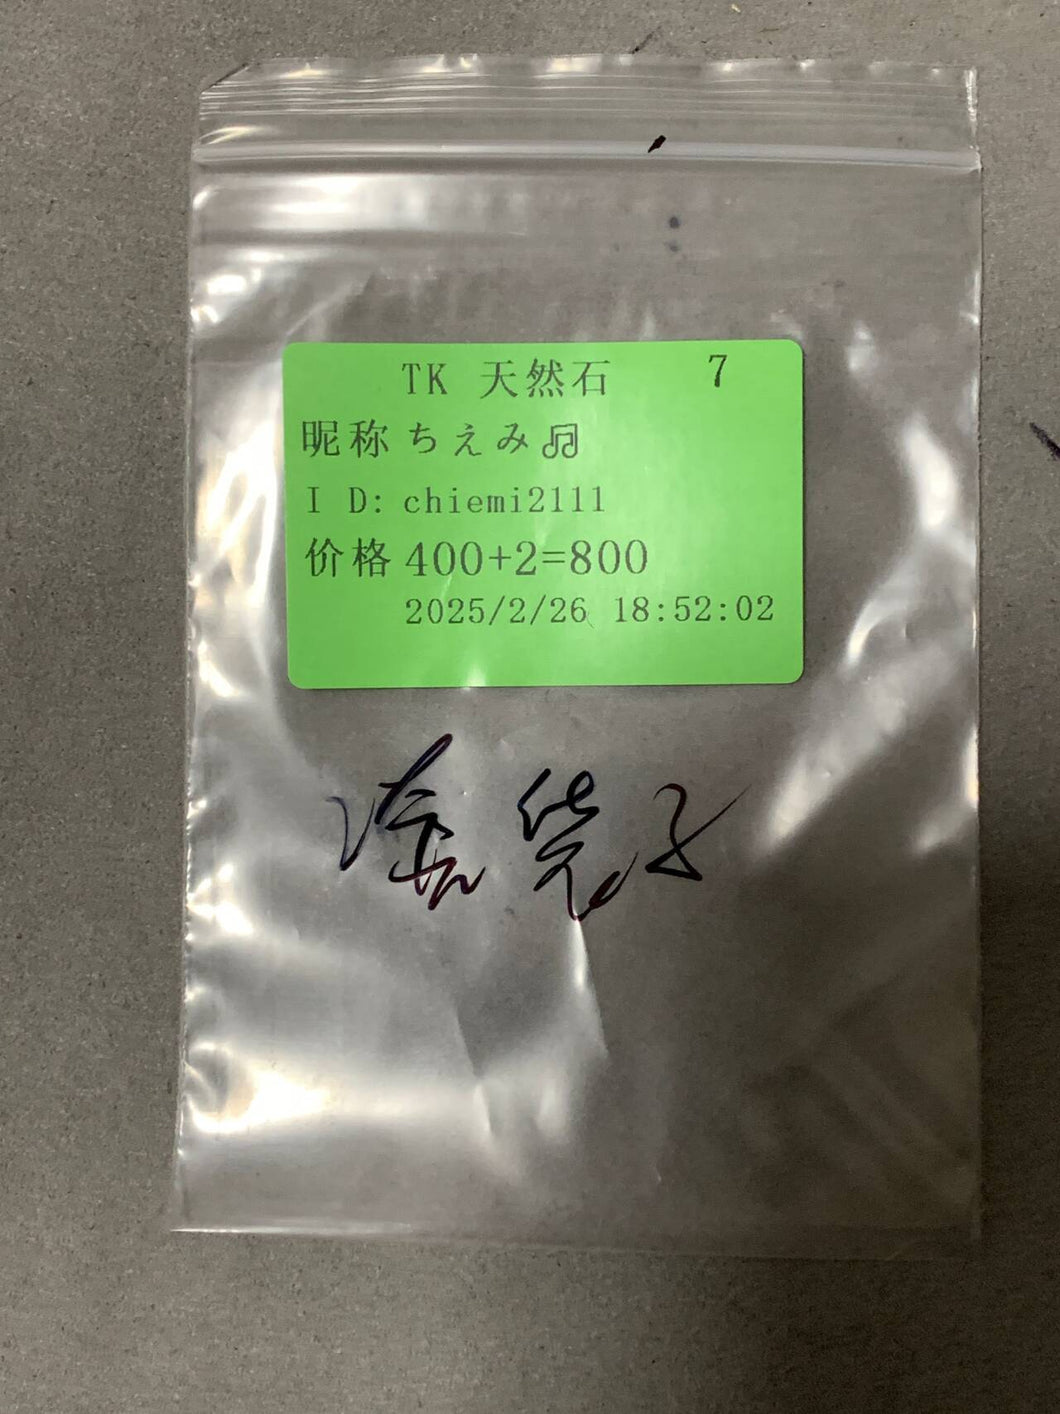 TK 天然石 7
昵称 ちぇみ🎵
I D: chiemi2111
价格 400+2=800
2025/2/26 18:52:02